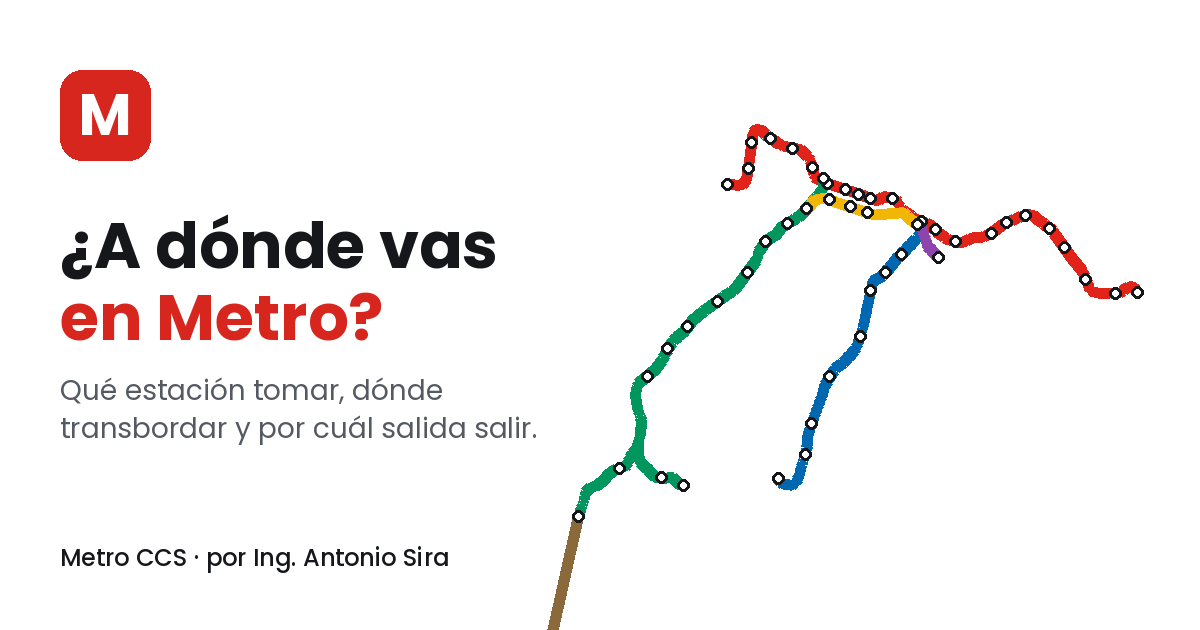 M
¿A dónde vas
en Metro?
Qué estación tomar, dónde
transbordar y por cuál salida salir.
Metro CCS · por Ing. Antonio Sira